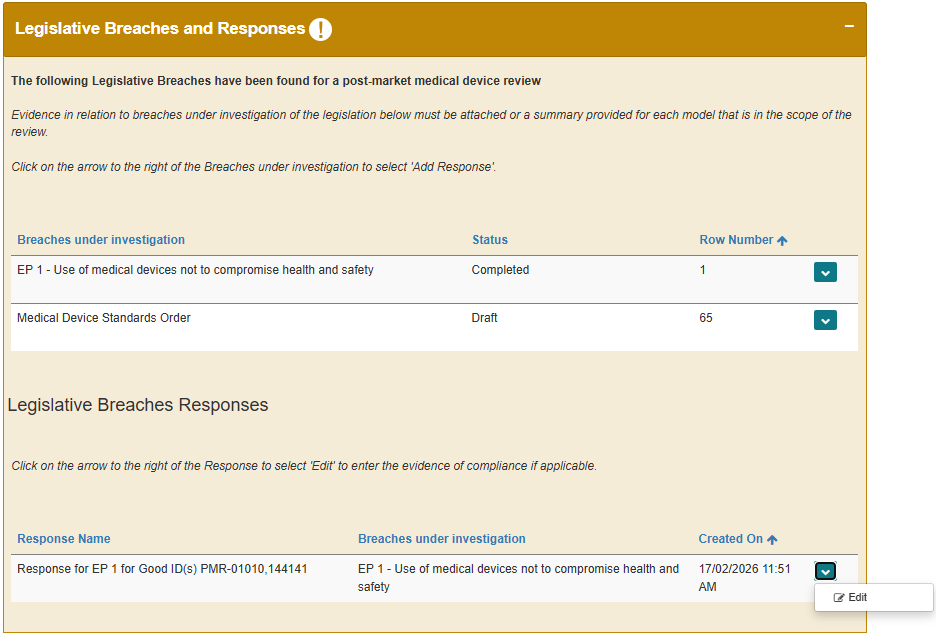 Legislative Breaches and Responses !
The following Legislative Breaches have been found for a post-market medical device review
Evidence in relation to breaches under investigation of the legislation below must be attached or a summary provided for each model that is in the scope of the
review.
Click on the arrow to the right of the Breaches under investigation to select 'Add Response'.
Breaches under investigation Status Row Number
EP 1 - Use of medical devices not to compromise health and safety Completed 1
Medical Device Standards Order Draft 65
Legislative Breaches Responses
Click on the arrow to the right of the Response to select 'Edit' to enter the evidence of compliance if applicable.
Response Name Breaches under investigation Created On
Response for EP 1 for Good ID(s) PMR-01010,144141 EP 1 - Use of medical devices not to compromise health and 17/02/2026 11:51
safety AM
Edit